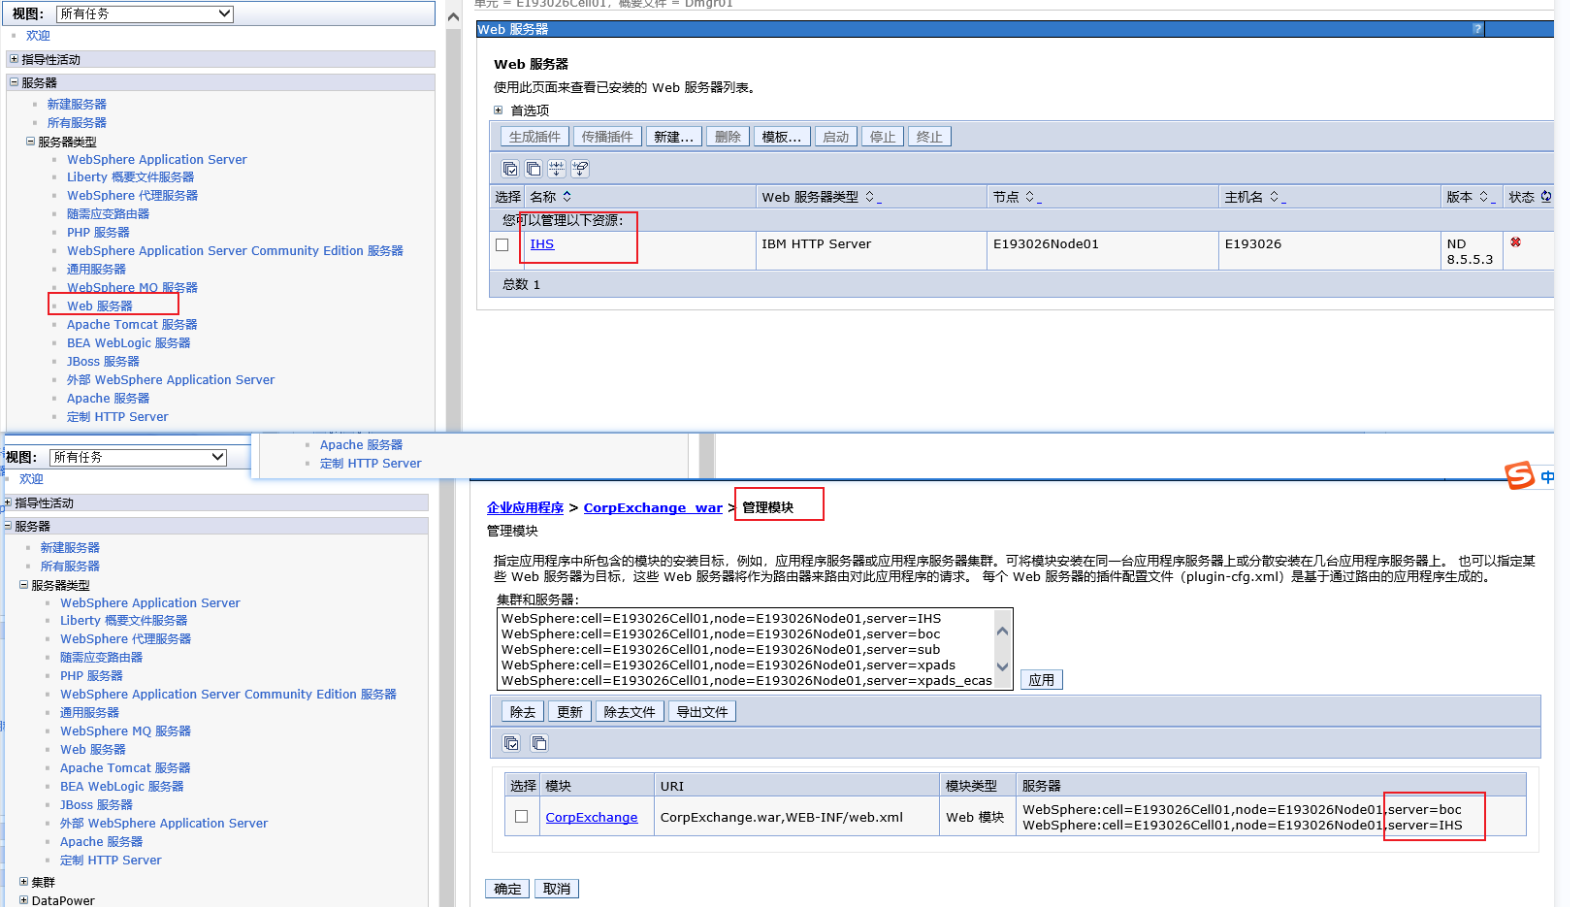 单元 = E193026Cell01，概要文件 = Dmgr01
视图： 所有任务
欢迎
指导性活动
服务器
新建服务器
所有服务器
服务器类型
WebSphere Application Server
Liberty 概要文件服务器
WebSphere 代理服务器
随需应变路由器
PHP 服务器
WebSphere Application Server Community Edition 服务器
通用服务器
WebSphere MQ 服务器
Web 服务器
Apache Tomcat 服务器
BEA WebLogic 服务器
JBoss 服务器
外部 WebSphere Application Server
Apache 服务器
定制 HTTP Server
Web 服务器 ?
Web 服务器
使用此页面来查看已安装的 Web 服务器列表。
首选项
生成插件 传播插件 新建... 删除 模板... 启动 停止 终止
选择 名称 Web 服务器类型 节点 主机名 版本 状态
您可以管理以下资源：
IHS IBM HTTP Server E193026Node01 E193026 ND 8.5.5.3
总数 1
Apache 服务器
定制 HTTP Server
视图： 所有任务
欢迎
指导性活动
服务器
新建服务器
所有服务器
服务器类型
WebSphere Application Server
Liberty 概要文件服务器
WebSphere 代理服务器
随需应变路由器
PHP 服务器
WebSphere Application Server Community Edition 服务器
通用服务器
WebSphere MQ 服务器
Web 服务器
Apache Tomcat 服务器
BEA WebLogic 服务器
JBoss 服务器
外部 WebSphere Application Server
Apache 服务器
定制 HTTP Server
集群
DataPower
S 中
企业应用程序 > CorpExchange_war > 管理模块
管理模块
指定应用程序中所包含的模块的安装目标，例如，应用程序服务器或应用程序服务器集群。可将模块安装在同一台应用程序服务器上或分散安装在几台应用程序服务器上。 也可以指定某
些 Web 服务器为目标，这些 Web 服务器将作为路由器来路由对此应用程序的请求。 每个 Web 服务器的插件配置文件（plugin-cfg.xml）是基于通过路由的应用程序生成的。
集群和服务器：
WebSphere:cell=E193026Cell01,node=E193026Node01,server=IHS
WebSphere:cell=E193026Cell01,node=E193026Node01,server=boc
WebSphere:cell=E193026Cell01,node=E193026Node01,server=sub
WebSphere:cell=E193026Cell01,node=E193026Node01,server=xpads
WebSphere:cell=E193026Cell01,node=E193026Node01,server=xpads_ecas
应用
除去 更新 除去文件 导出文件
选择 模块 URI 模块类型 服务器
CorpExchange CorpExchange.war,WEB-INF/web.xml Web 模块 WebSphere:cell=E193026Cell01,node=E193026Node01,server=boc
WebSphere:cell=E193026Cell01,node=E193026Node01,server=IHS
确定 取消